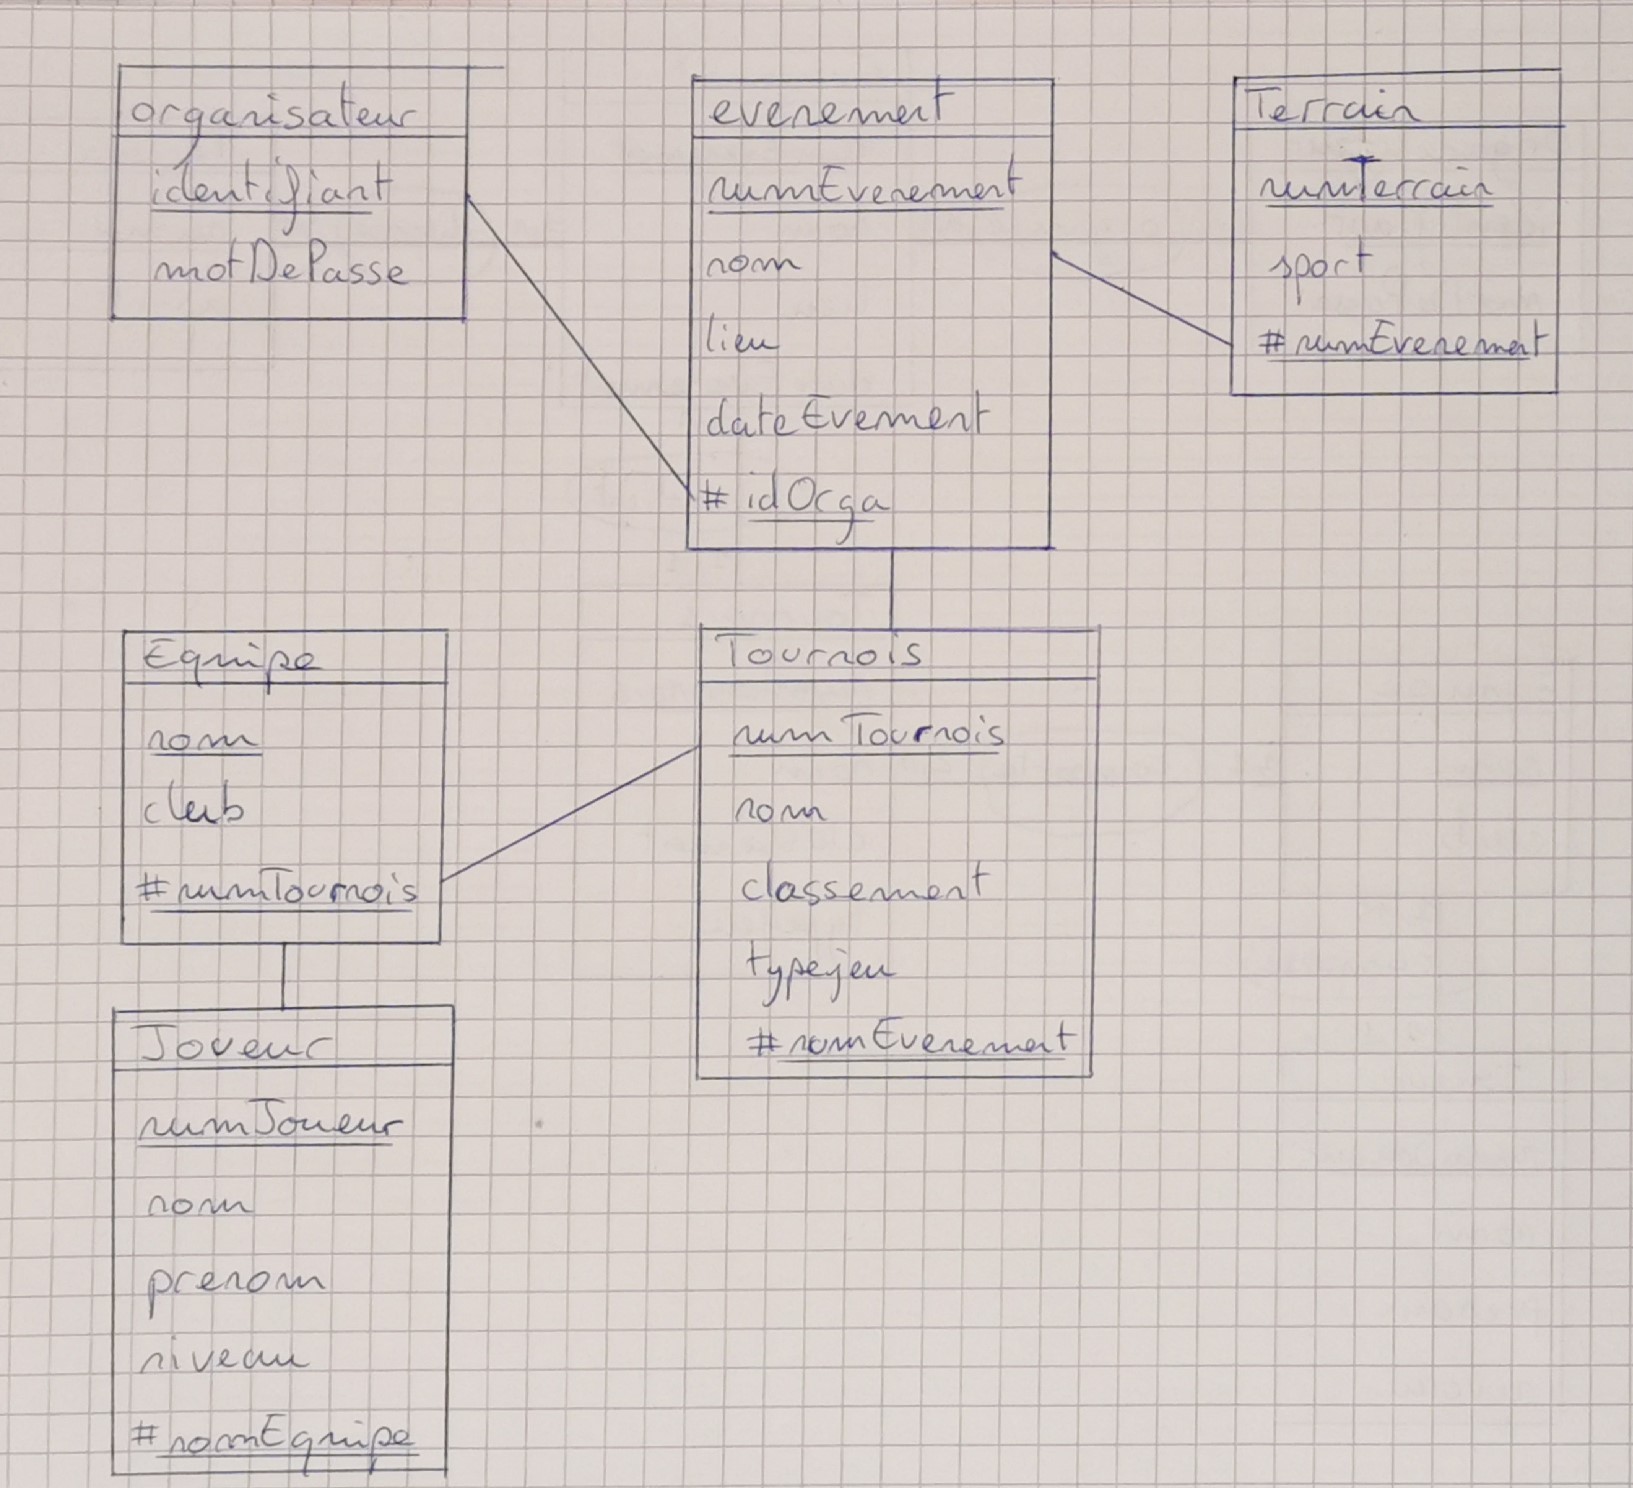 organisateur
identifiant
motDePasse
evenement
numEvenement
nom
lieu
dateEvement
# idOrga
Terrain
numTerrain
sport
# numEvenement
Equipe
nom
club
# numTournois
Tournois
numTournois
nom
classement
typejeu
# nomEvenement
Joueur
numJoueur
nom
prenom
niveau
# nomEquipe